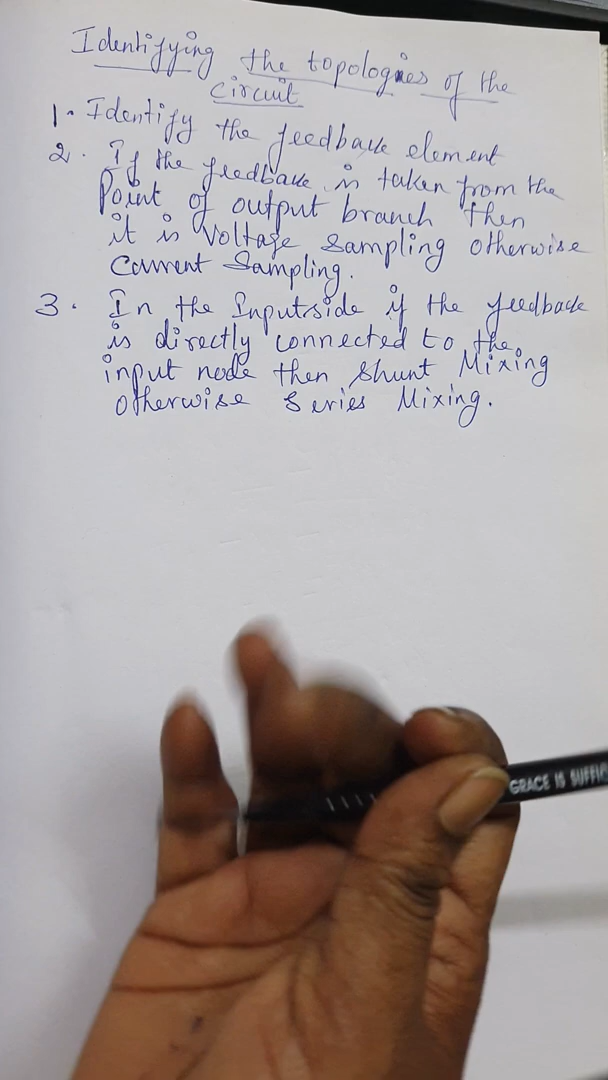 Identifying the topologies of the
circuit
1. Identify the feedback element
2. If the feedback is taken from the
Point of output branch then
it is Voltage Sampling otherwise
Current Sampling.
3. In the Input side if the feedback
is directly connected to the
input node then Shunt Mixing
Otherwise Series Mixing.
GRACE IS SUFFIC